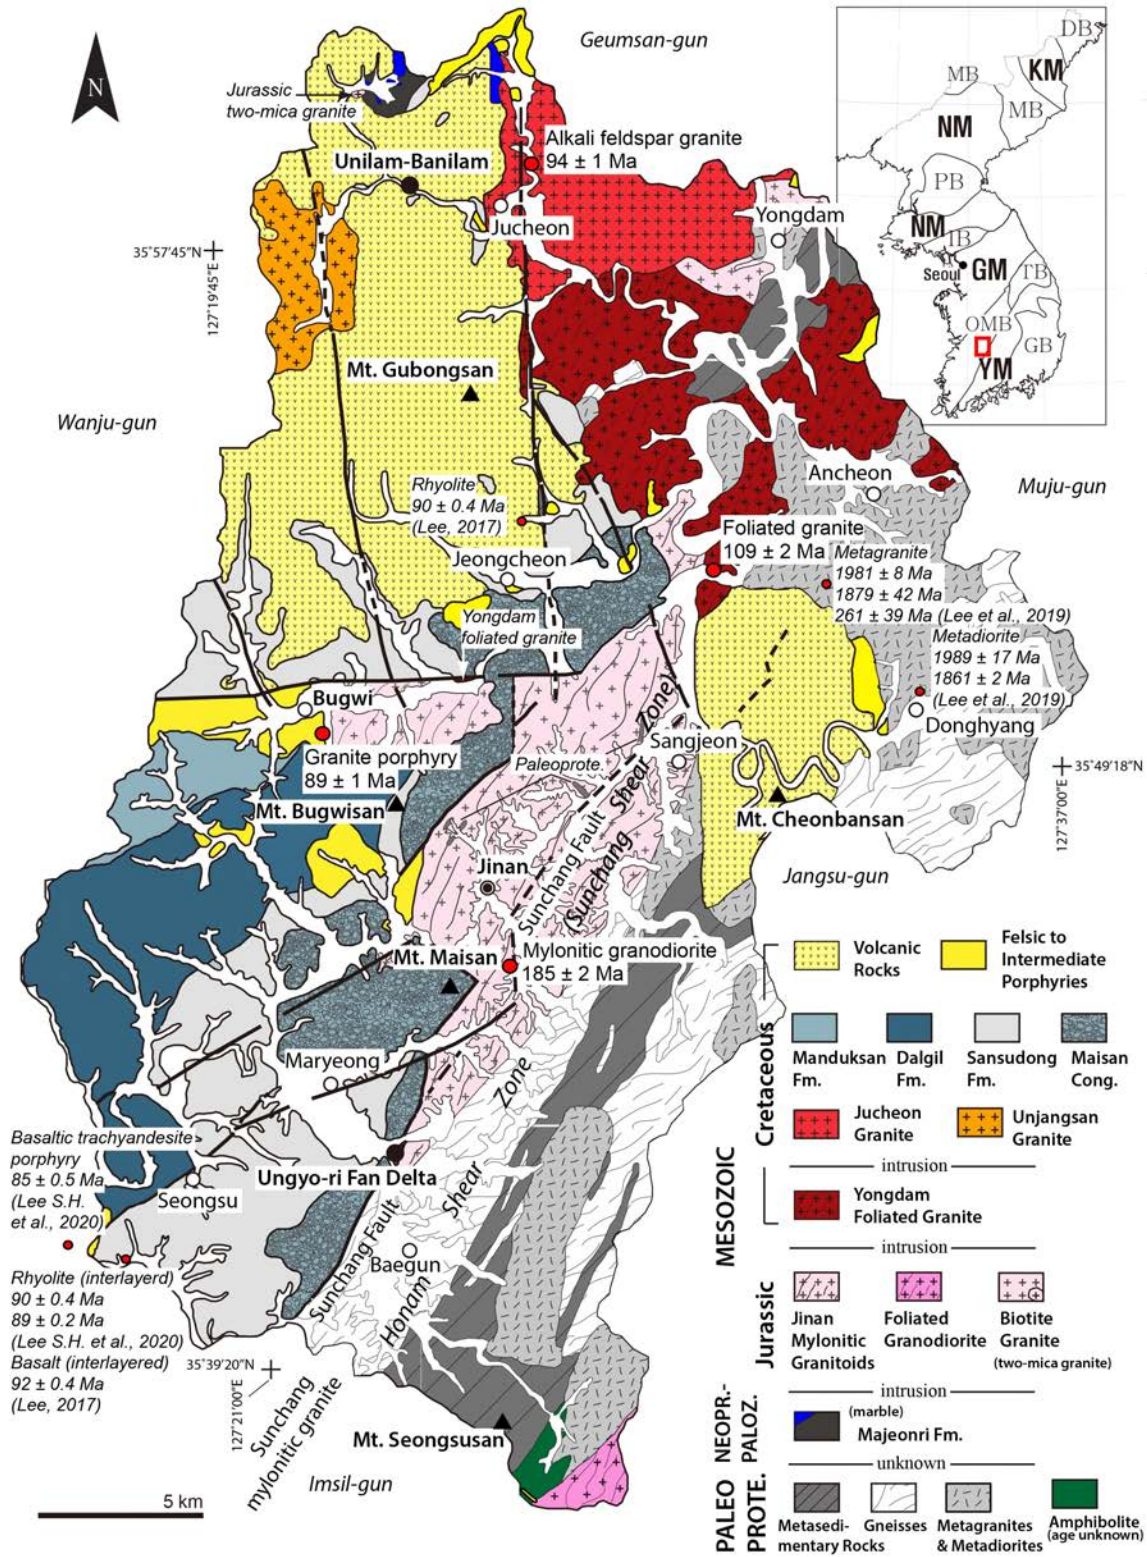 Geumsan-gun
N
Jurassic
two-mica granite
Alkali feldspar granite
94 ± 1 Ma
Unilam-Banilam
Jucheon
Yongdam
35°57'45"N
127°19'45"E
Mt. Gubongsan
Wanju-gun
Ancheon
Muju-gun
Rhyolite
90 ± 0.4 Ma
(Lee, 2017)
Foliated granite
109 ± 2 Ma
Jeongcheon
Metagranite
1981 ± 8 Ma
1879 ± 42 Ma
261 ± 39 Ma (Lee et al., 2019)
Yongdam
foliated granite
Metadiorite
1989 ± 17 Ma
1861 ± 2 Ma
(Lee et al., 2019)
Bugwi
Donghyang
Sangjeon
Granite porphyry
89 ± 1 Ma
Paleoprote.
35°49'18"N
127°37'00"E
Mt. Bugwisan
Mt. Cheonbansan
Sunchang Fault Shear Zone)
(Sunchang
Jinan
Jangsu-gun
Mt. Maisan
Mylonitic granodiorite
185 ± 2 Ma
Maryeong
Basaltic trachyandesite
porphyry
85 ± 0.5 Ma
(Lee S.H.
et al., 2020)
Seongsu
Ungyo-ri Fan Delta
Honam Shear Zone
Sunchang Fault
Baegun
Rhyolite (interlayerd)
90 ± 0.4 Ma
89 ± 0.2 Ma
(Lee S.H. et al., 2020)
Basalt (interlayered)
92 ± 0.4 Ma
(Lee, 2017)
35°39'20"N
127°21'00"E
Sunchang
mylonitic granite
Mt. Seongsusan
Imsil-gun
5 km
DB
KM
MB
MB
NM
PB
NM
IB
Seoul
GM
TB
OMB
GB
YM
MESOZOIC
Cretaceous
Volcanic
Rocks
Felsic to
Intermediate
Porphyries
Manduksan
Fm.
Dalgil
Fm.
Sansudong
Fm.
Maisan
Cong.
Jucheon
Granite
Unjangsan
Granite
intrusion
Yongdam
Foliated Granite
intrusion
Jurassic
Jinan
Mylonitic
Granitoids
Foliated
Granodiorite
Biotite
Granite
(two-mica granite)
intrusion
NEOPR.-
PALOZ.
(marble)
Majeonri Fm.
unknown
PALEO
PROTE.
Metasedi-
mentary Rocks
Gneisses
Metagranites
& Metadiorites
Amphibolite
(age unknown)